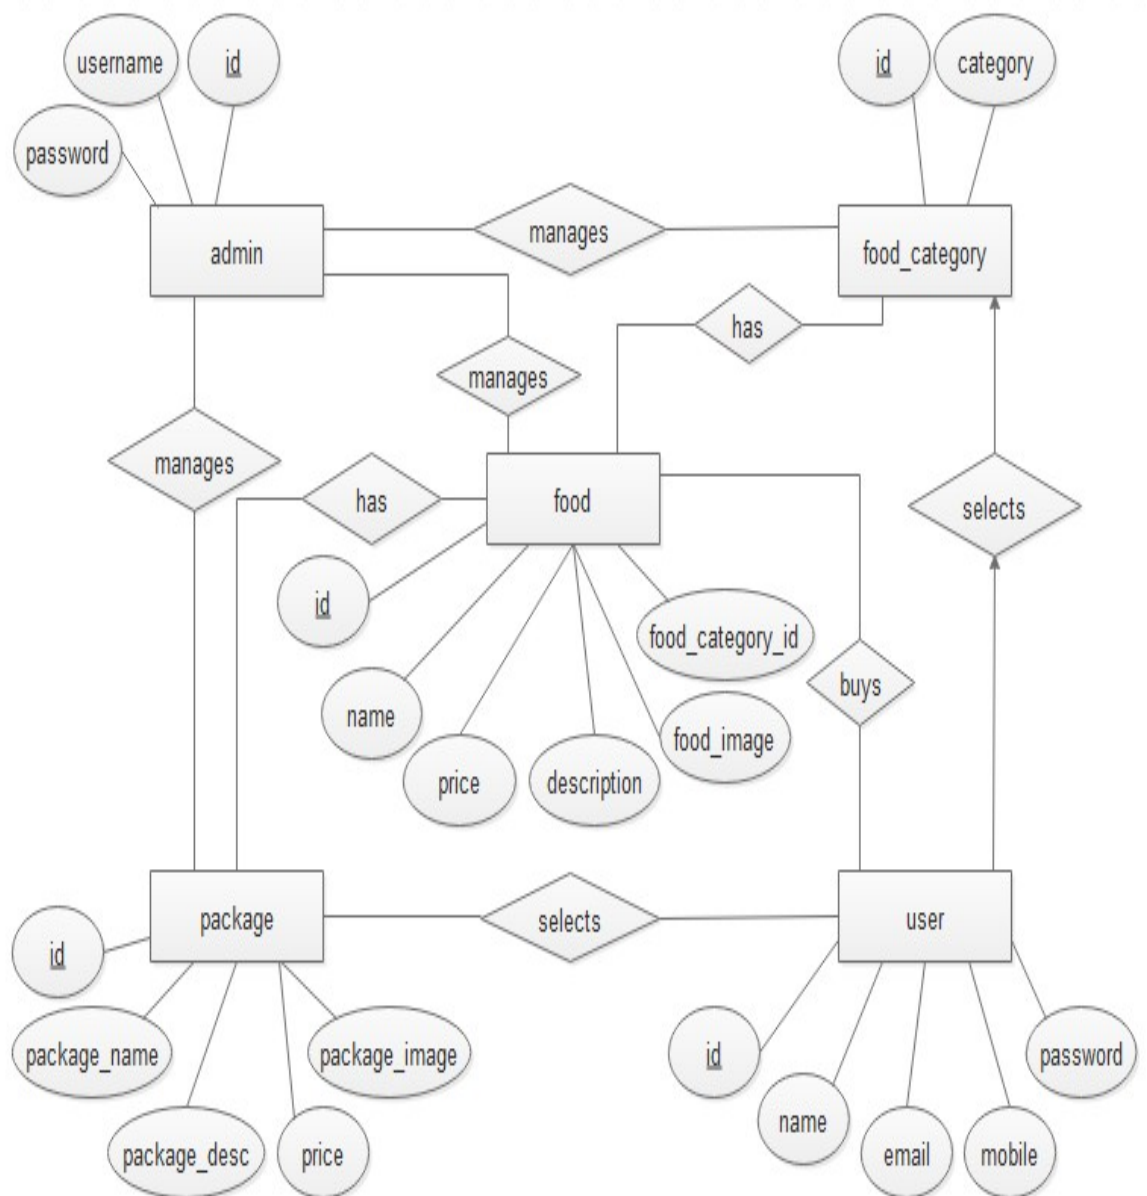 username
id
id
category
password
manages
admin
food_category
has
manages
manages
has
food
selects
id
food_category_id
name
buys
food_image
price
description
package
selects
user
id
package_name
package_image
id
password
name
package_desc
price
email
mobile